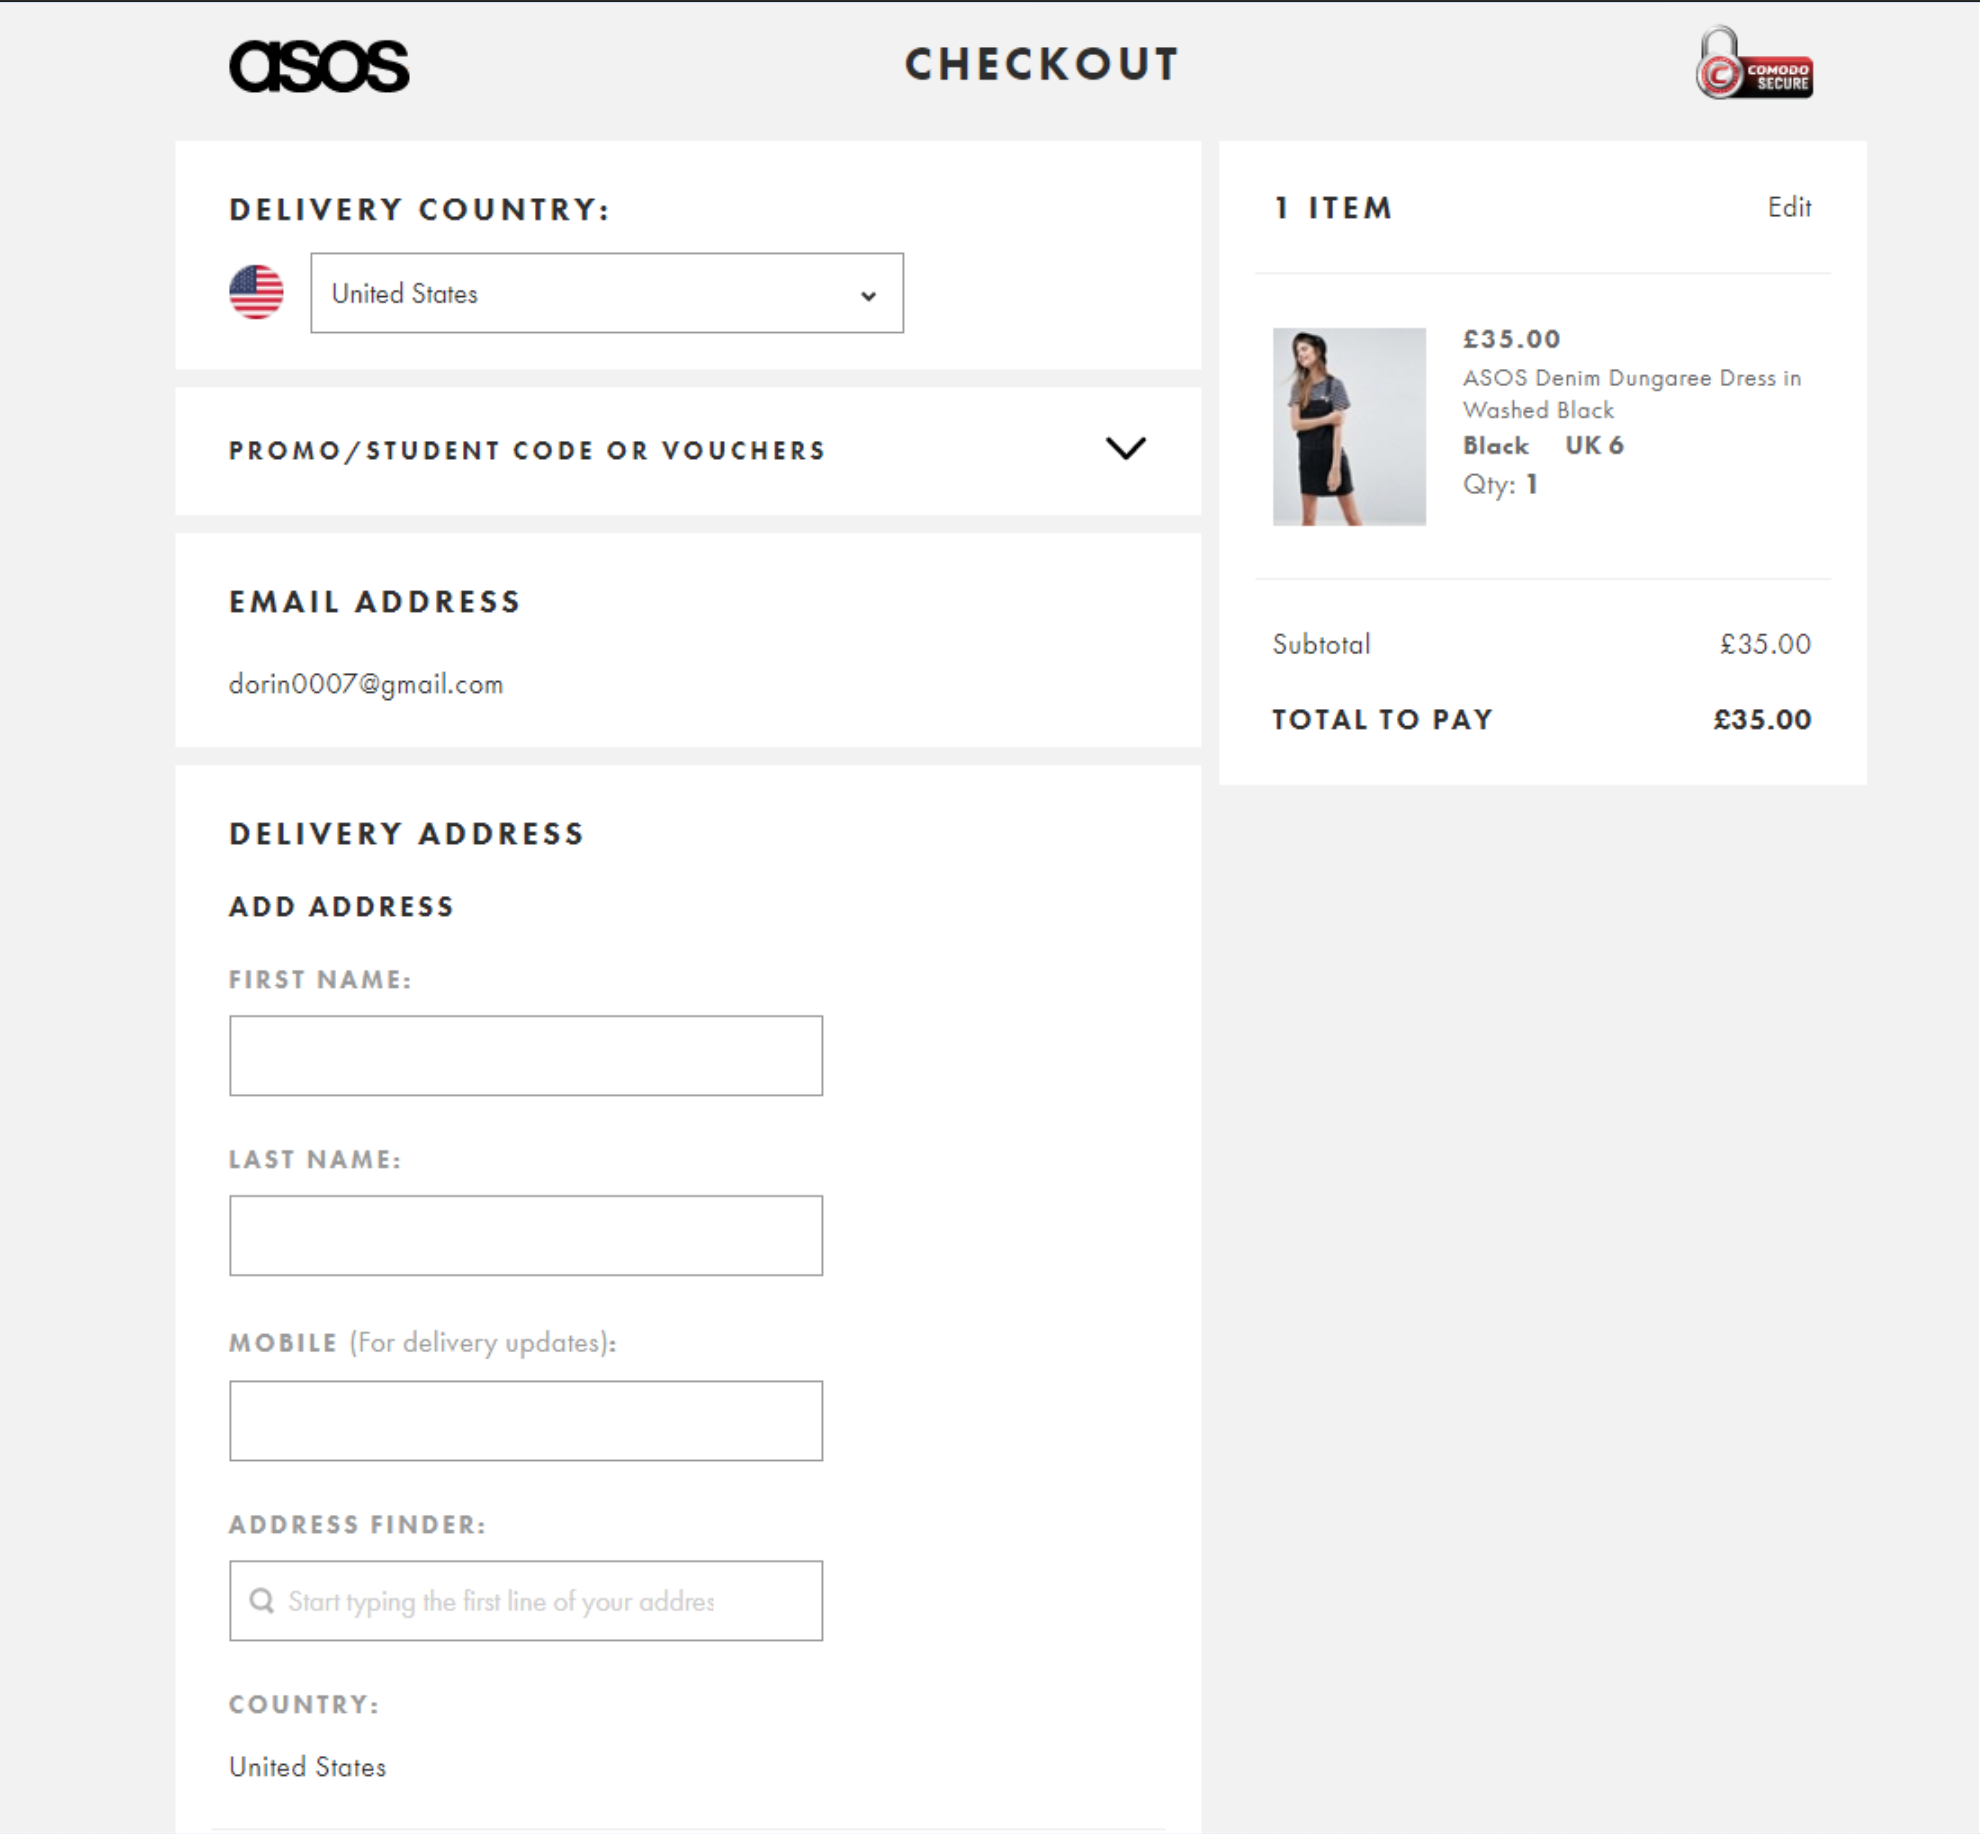 asos
CHECKOUT
COMODO
SECURE
DELIVERY COUNTRY:
United States
PROMO/STUDENT CODE OR VOUCHERS
EMAIL ADDRESS
dorin0007@gmail.com
DELIVERY ADDRESS
ADD ADDRESS
FIRST NAME:
LAST NAME:
MOBILE (For delivery updates):
ADDRESS FINDER:
Start typing the first line of your addres
COUNTRY:
United States
1 ITEM Edit
£35.00
ASOS Denim Dungaree Dress in
Washed Black
Black UK 6
Qty: 1
Subtotal £35.00
TOTAL TO PAY £35.00